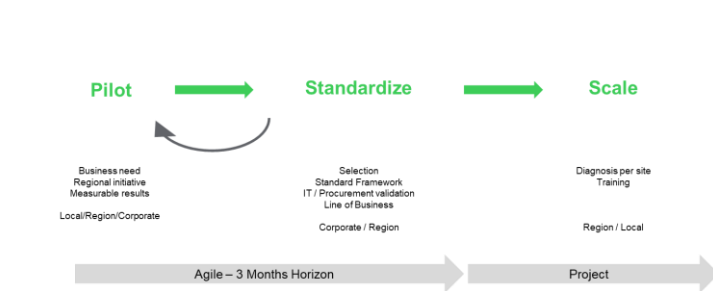 Pilot
Standardize
Scale
Business need
Regional initiative
Measurable results
Local/Region/Corporate
Selection
Standard Framework
IT / Procurement validation
Line of Business
Corporate / Region
Diagnosis per site
Training
Region / Local
Agile – 3 Months Horizon
Project